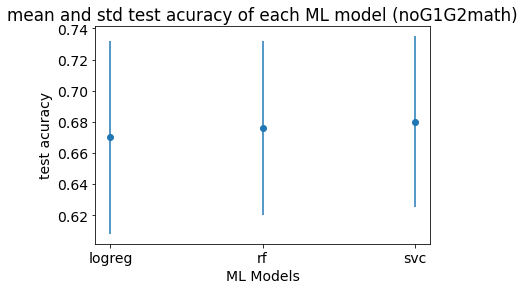 mean and std test acuracy of each ML model (noG1G2math)
0.74
0.72
0.70
0.68
0.66
0.64
0.62
test acuracy
logreg rf svc
ML Models